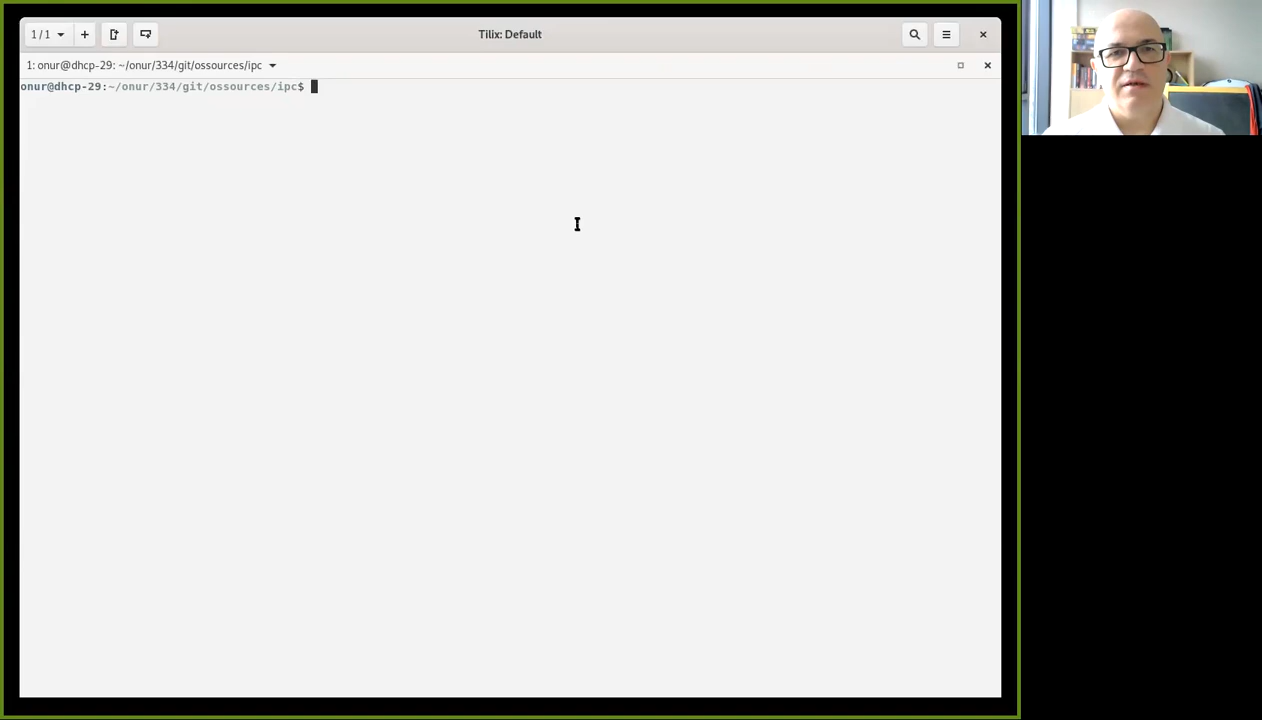 1 / 1
Tilix: Default
1: onur@dhcp-29: ~/onur/334/git/ossources/ipc
onur@dhcp-29:~/onur/334/git/ossources/ipc$